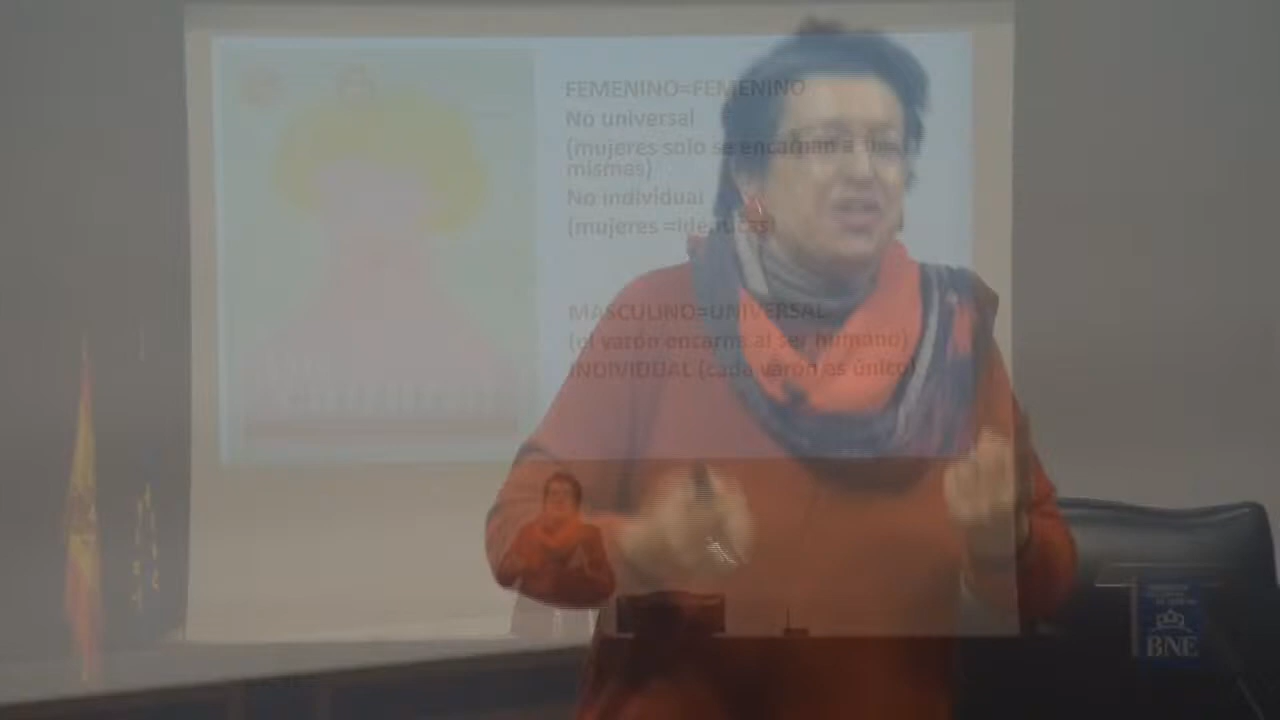 FEMENINO=FEMENINO
No universal
(mujeres solo se encarnan a
mismas)
No individual
(mujeres =idénticas)
MASCULINO=UNIVERSAL
(el varón encarna al ser humano)
INDIVIDUAL (cada varón es único)
BNE